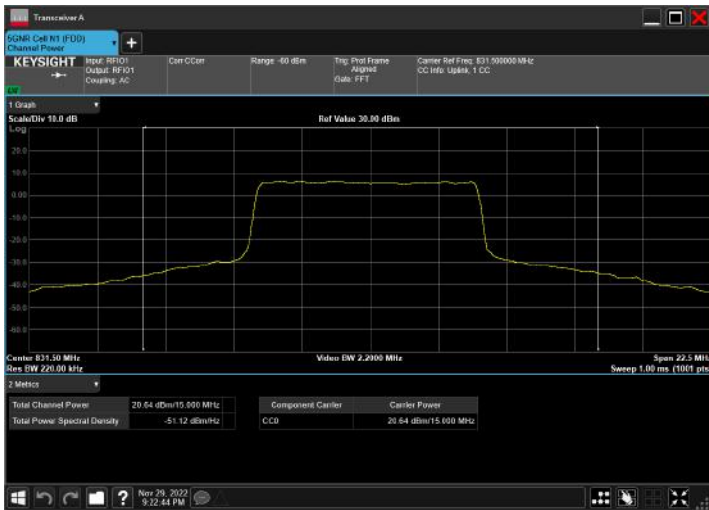 Transceiver A
5GNR Cell N1 (FDD)
Channel Power
KEYSIGHT
Input: RFIO1
Output: RFIO1
Coupling: AC
Corr CCorr
Range: -60 dBm
Trig: Prot Frame
Aligned
Gate: FFT
Carrier Ref Freq: 831.500000 MHz
CC Info: Uplink, 1 CC
1 Graph
Scale/Div 10.0 dB
Ref Value 30.00 dBm
Log
20.0
10.0
0.00
-10.0
-20.0
-30.0
-40.0
-50.0
-60.0
Center 831.50 MHz
Video BW 2.2000 MHz
Span 22.5 MHz
Res BW 220.00 kHz
Sweep 1.00 ms (1001 pts
2 Metrics
Total Channel Power 20.64 dBm/15.000 MHz
Total Power Spectral Density -51.12 dBm/Hz
Component Carrier Carrier Power
CC0 20.64 dBm/15.000 MHz
Nov 29, 2022
9:22:44 PM